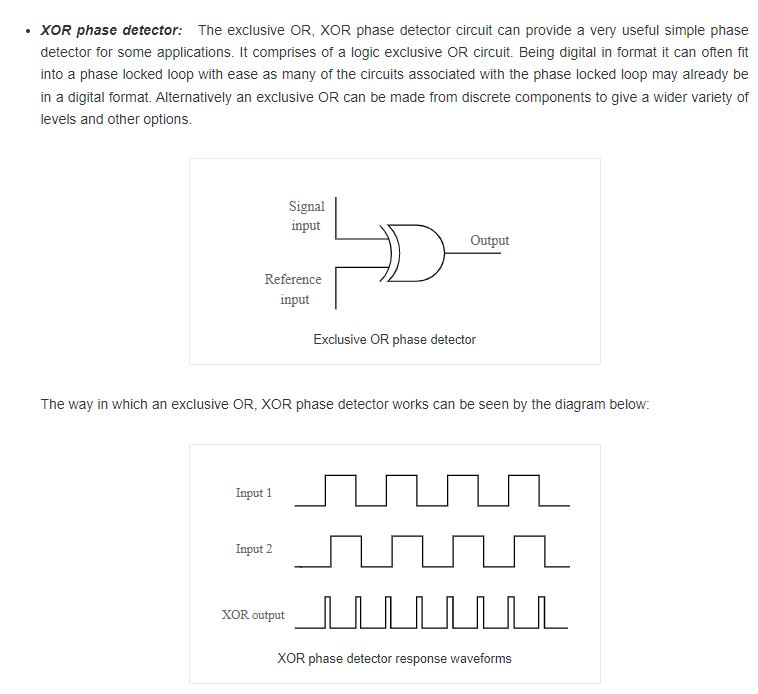 • XOR phase detector: The exclusive OR, XOR phase detector circuit can provide a very useful simple phase
detector for some applications. It comprises of a logic exclusive OR circuit. Being digital in format it can often fit
into a phase locked loop with ease as many of the circuits associated with the phase locked loop may already be
in a digital format. Alternatively an exclusive OR can be made from discrete components to give a wider variety of
levels and other options.
Signal
input
Output
Reference
input
Exclusive OR phase detector
The way in which an exclusive OR, XOR phase detector works can be seen by the diagram below:
Input 1
Input 2
XOR output
XOR phase detector response waveforms